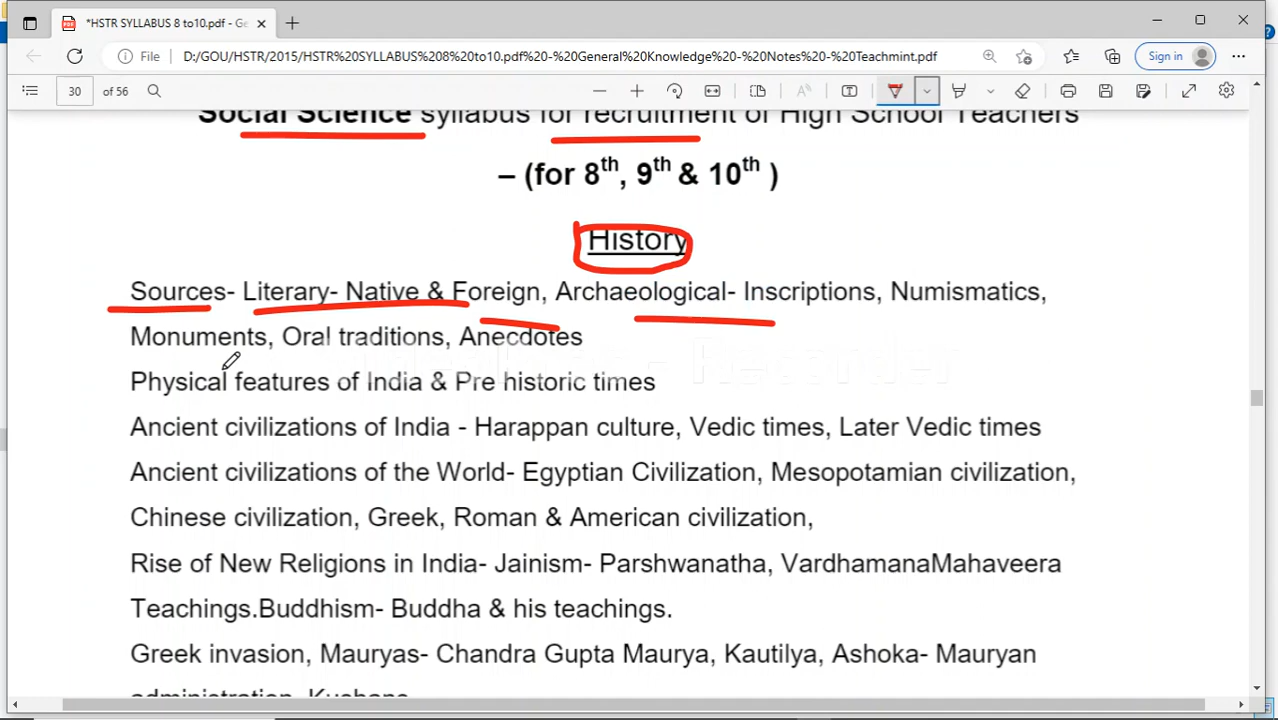 *HSTR SYLLABUS 8 to10.pdf - Ge
File
D:/GOU/HSTR/2015/HSTR%20SYLLABUS%208%20to10.pdf%20-%20General%20Knowledge%20-%20Notes%20-%20Teachmint.pdf
Sign in
30 of 56
Social Science syllabus for recruitment of High School Teachers
– (for 8th, 9th & 10th )
History
Sources- Literary- Native & Foreign, Archaeological- Inscriptions, Numismatics,
Monuments, Oral traditions, Anecdotes
Recorder
Physical features of India & Pre historic times
Ancient civilizations of India - Harappan culture, Vedic times, Later Vedic times
Ancient civilizations of the World- Egyptian Civilization, Mesopotamian civilization,
Chinese civilization, Greek, Roman & American civilization,
Rise of New Religions in India- Jainism- Parshwanatha, VardhamanaMahaveera
Teachings.Buddhism- Buddha & his teachings.
Greek invasion, Mauryas- Chandra Gupta Maurya, Kautilya, Ashoka- Mauryan
administration, Kushans